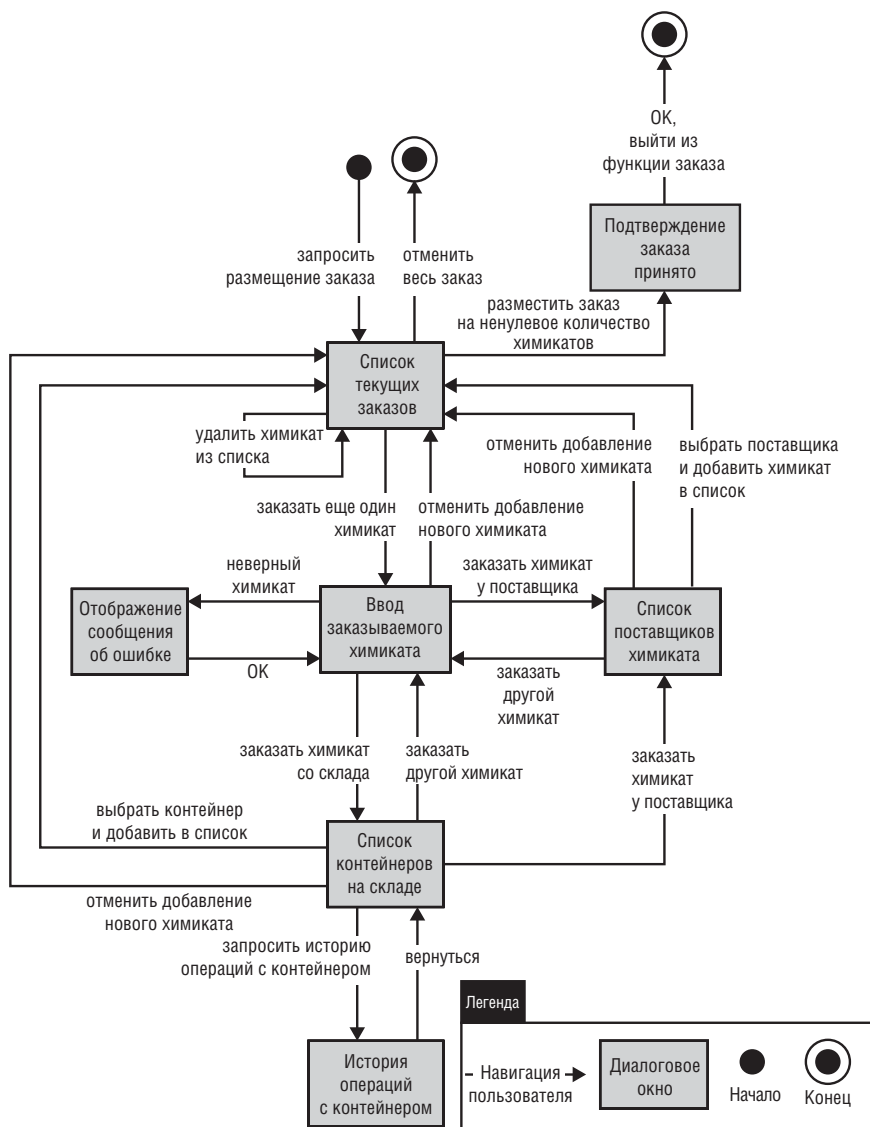 ОК,
выйти из
функции заказа
Подтверждение
заказа
принято
запросить
размещение заказа
отменить
весь заказ
разместить заказ
на ненулевое количество
химикатов
Список
текущих
заказов
удалить химикат
из списка
отменить добавление
нового химиката
выбрать поставщика
и добавить химикат
в список
заказать еще один
химикат
отменить добавление
нового химиката
неверный
химикат
заказать химикат
у поставщика
Отображение
сообщения
об ошибке
Ввод
заказываемого
химиката
Список
поставщиков
химиката
ОК
заказать
другой
химикат
заказать химикат
со склада
заказать
другой химикат
заказать
химикат
у поставщика
выбрать контейнер
и добавить в список
Список
контейнеров
на складе
отменить добавление
нового химиката
запросить историю
операций с контейнером
вернуться
История
операций
с контейнером
Легенда
Навигация
пользователя
Диалоговое
окно
Начало
Конец